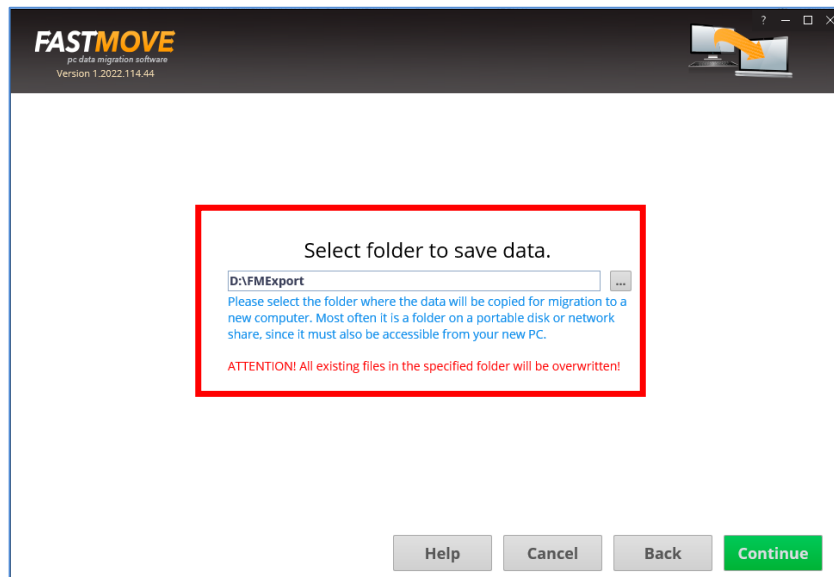 ? – □ X
FASTMOVE
pc data migration software
Version 1.2022.114.44
Select folder to save data.
D:\FMExport
...
Please select the folder where the data will be copied for migration to a
new computer. Most often it is a folder on a portable disk or network
share, since it must also be accessible from your new PC.
ATTENTION! All existing files in the specified folder will be overwritten!
Help Cancel Back Continue